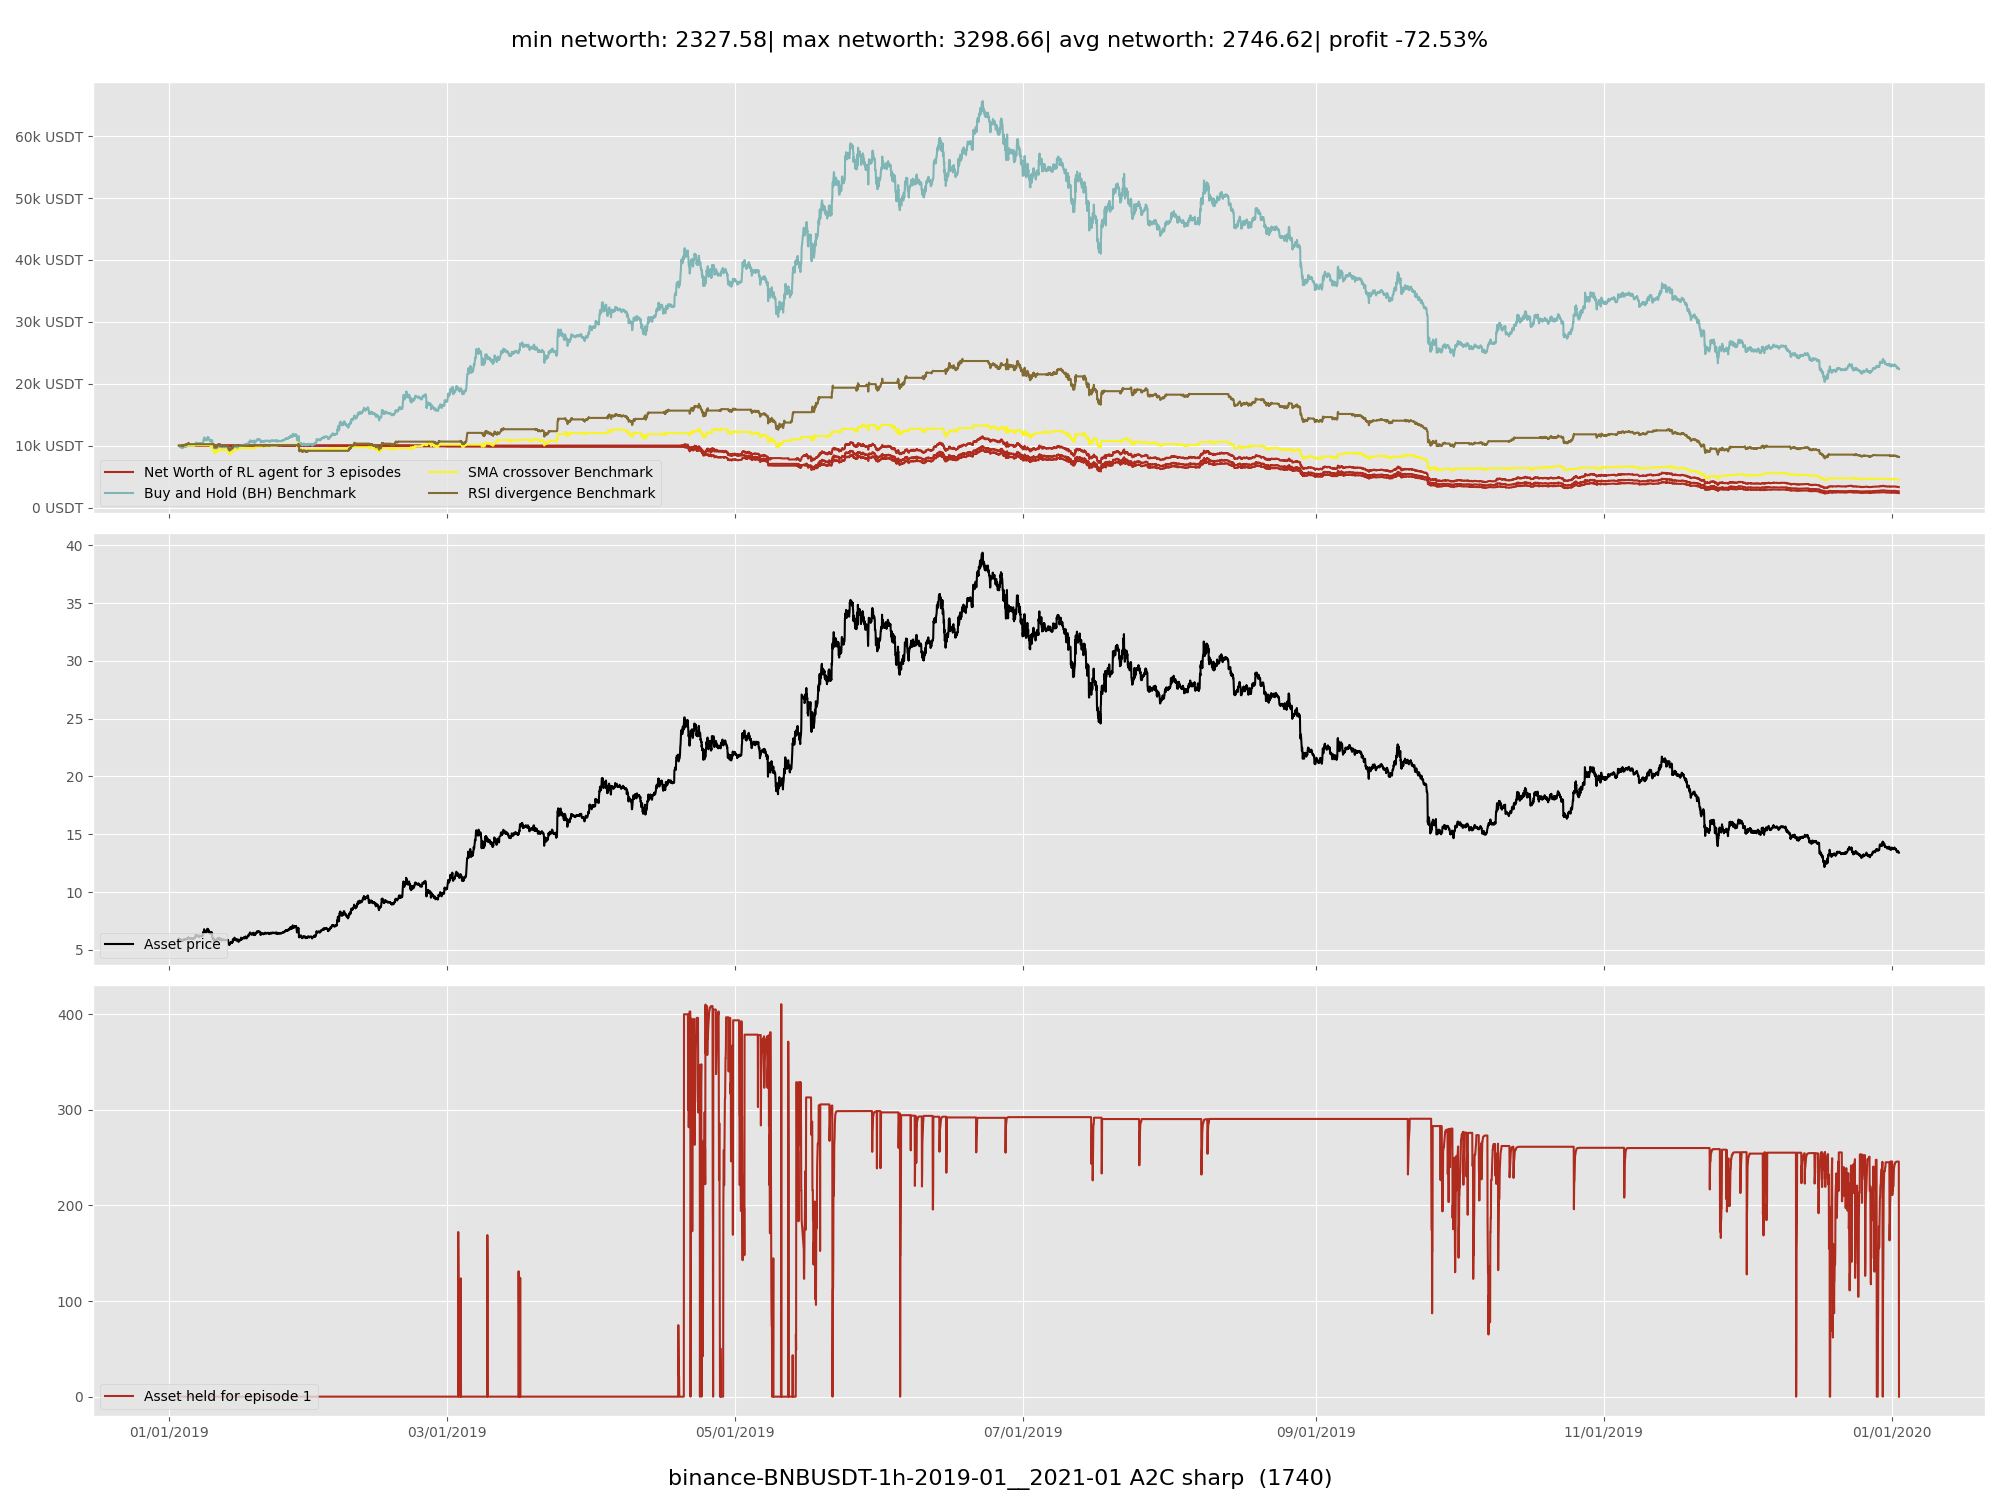 min networth: 2327.58| max networth: 3298.66| avg networth: 2746.62| profit -72.53%
60k USDT
50k USDT
40k USDT
30k USDT
20k USDT
10k USDT
0 USDT
Net Worth of RL agent for 3 episodes
Buy and Hold (BH) Benchmark
SMA crossover Benchmark
RSI divergence Benchmark
40
35
30
25
20
15
10
5
Asset price
400
300
200
100
0
Asset held for episode 1
01/01/2019 03/01/2019 05/01/2019 07/01/2019 09/01/2019 11/01/2019 01/01/2020
binance-BNBUSDT-1h-2019-01__2021-01 A2C sharp (1740)